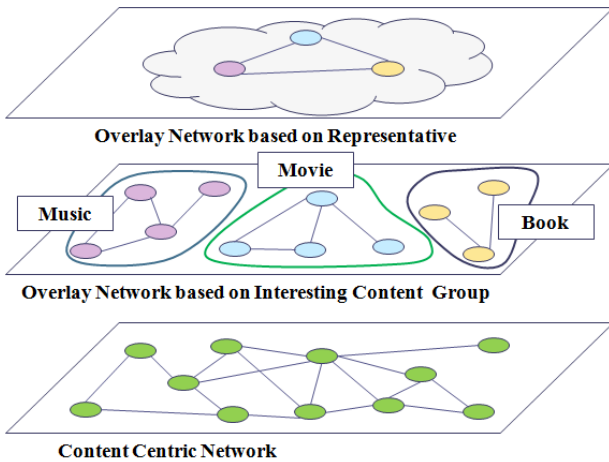 Overlay Network based on Representative
Movie
Music
Book
Overlay Network based on Interesting Content Group
Content Centric Network